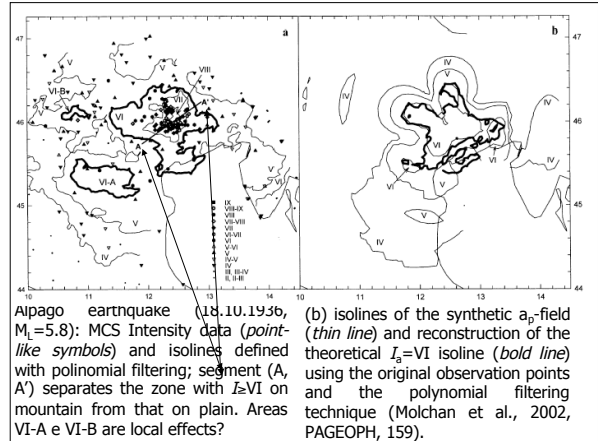 a
b
47
47
46
46
45
45
44
44
10
11
12
13
14
10
11
12
13
14
V
V
VI-B
VIII
VII
VI
A'
V
A
VI-A
V
VI
V
IV
IV
IV
V
IV
VI
VI
VI
V
IV
IX
VIII-IX
VIII
VII-VIII
VII
VI-VII
VI
V-VI
V
IV-V
IV
III, III-IV
II, II-III
Alpago earthquake (18.10.1936,
ML=5.8): MCS Intensity data (point-
like symbols) and isolines defined
with polinomial filtering; segment (A,
A') separates the zone with I≥VI on
mountain from that on plain. Areas
VI-A e VI-B are local effects?
(b) isolines of the synthetic ap-field
(thin line) and reconstruction of the
theoretical Ia=VI isoline (bold line)
using the original observation points
and the polynomial filtering
technique (Molchan et al., 2002,
PAGEOPH, 159).